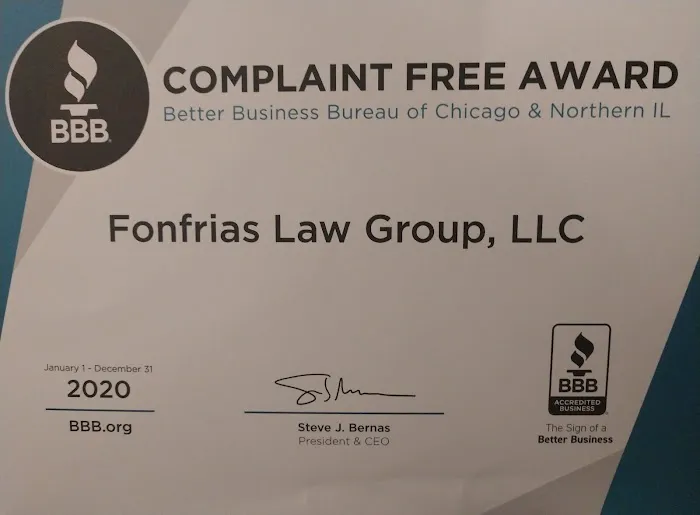 BBB
COMPLAINT FREE AWARD
Better Business Bureau of Chicago & Northern IL
Fonfrias Law Group, LLC
January 1 - December 31
2020
BBB.org
Steve J. Bernas
President & CEO
BBB
ACCREDITED
BUSINESS
The Sign of a
Better Business